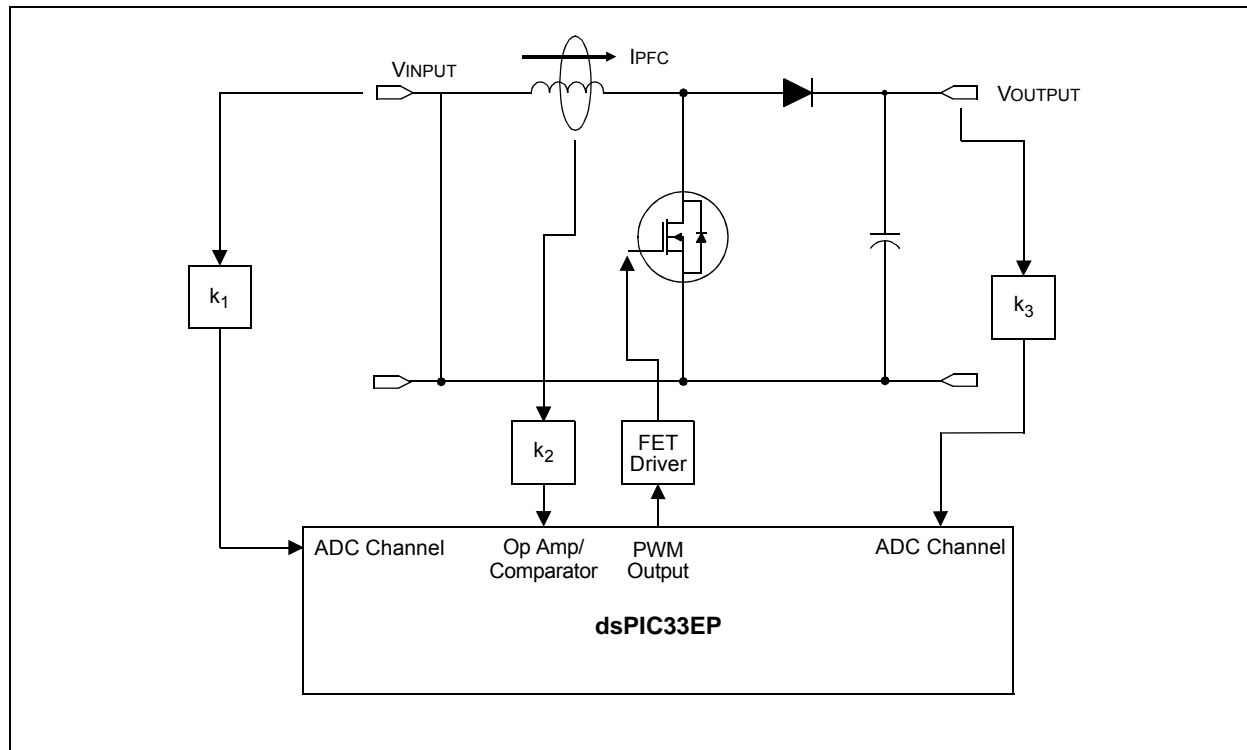 IPFC
VINPUT
VOUTPUT
k1
k3
k2
FET
Driver
ADC Channel
Op Amp/
Comparator
PWM
Output
ADC Channel
dsPIC33EP